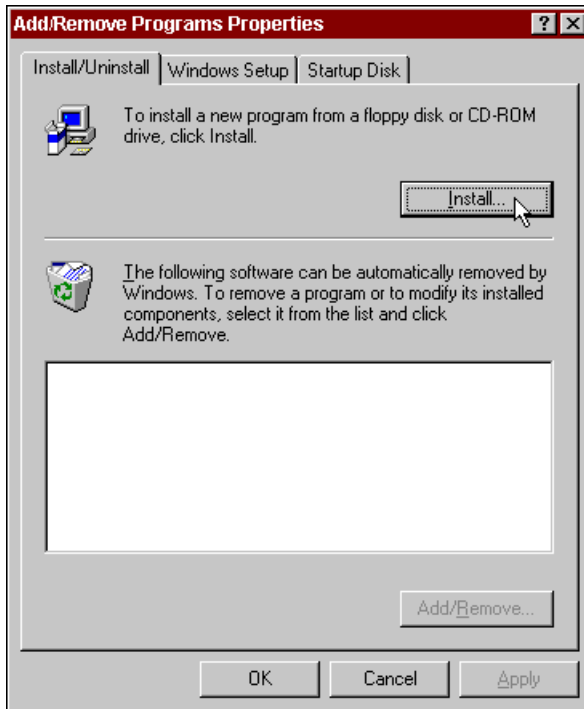 Add/Remove Programs Properties
Install/Uninstall Windows Setup Startup Disk
To install a new program from a floppy disk or CD-ROM
drive, click Install.
Install...
The following software can be automatically removed by
Windows. To remove a program or to modify its installed
components, select it from the list and click
Add/Remove.
Add/Remove...
OK Cancel Apply